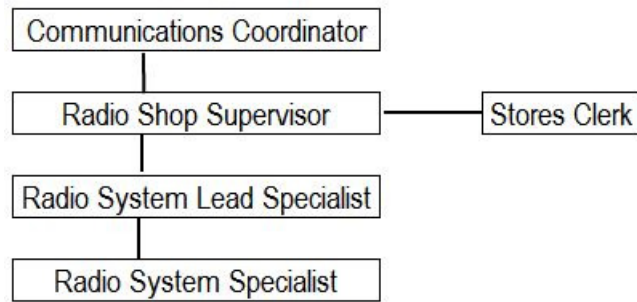 Communications Coordinator
Radio Shop Supervisor
Stores Clerk
Radio System Lead Specialist
Radio System Specialist